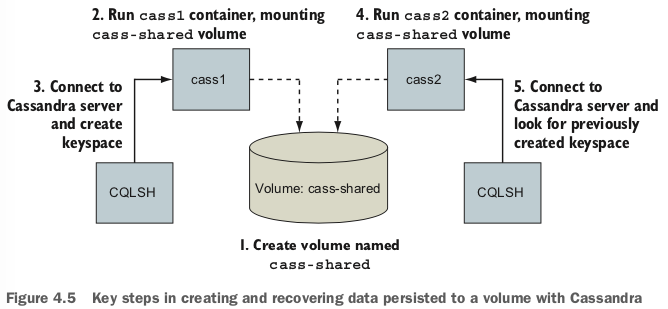 2. Run cass1 container, mounting
cass-shared volume
4. Run cass2 container, mounting
cass-shared volume
3. Connect to
Cassandra server
and create
keyspace
cass1
cass2
5. Connect to
Cassandra server and
look for previously
created keyspace
CQLSH
Volume: cass-shared
CQLSH
1. Create volume named
cass-shared
Figure 4.5 Key steps in creating and recovering data persisted to a volume with Cassandra